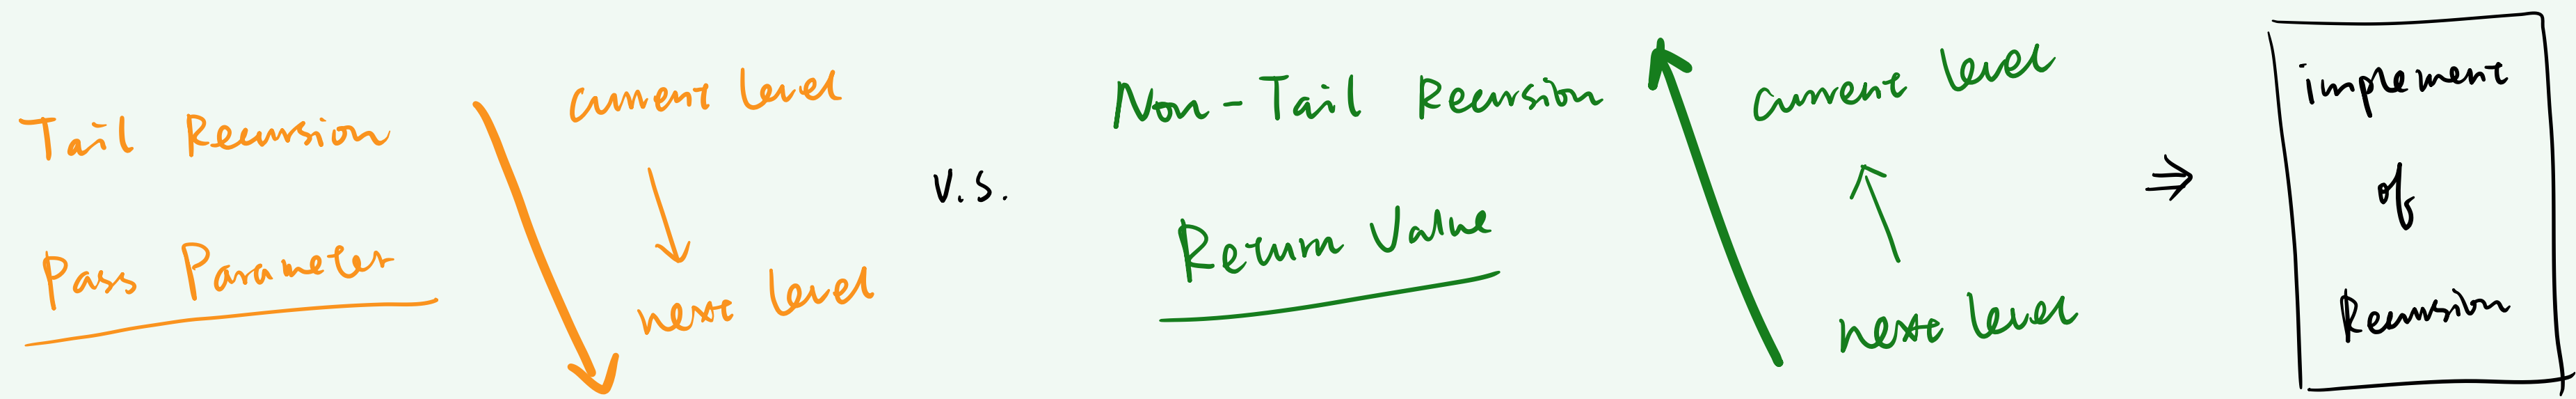 Tail Recursion
Pass Parameter
current level
next level
v.s.
Non-Tail Recursion
Return Value
current level
next level
⇒
implement
of
Recursion